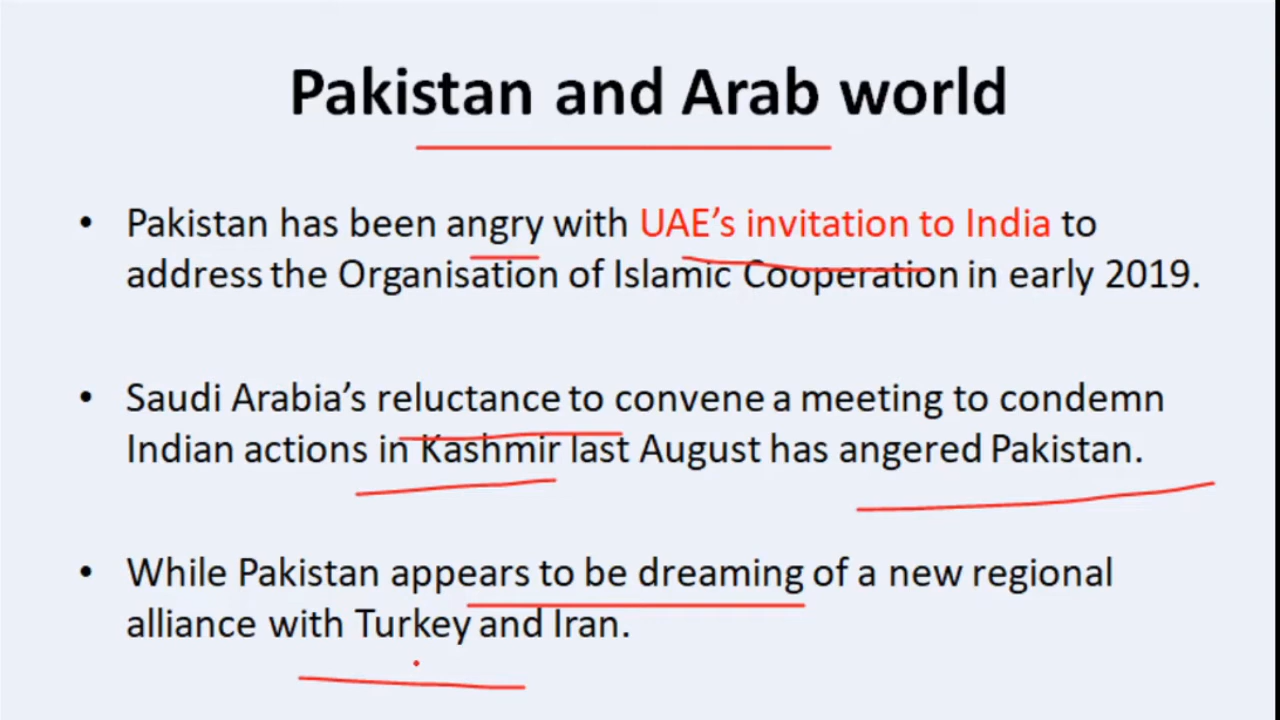 Pakistan and Arab world
• Pakistan has been angry with UAE’s invitation to India to
address the Organisation of Islamic Cooperation in early 2019.
• Saudi Arabia’s reluctance to convene a meeting to condemn
Indian actions in Kashmir last August has angered Pakistan.
• While Pakistan appears to be dreaming of a new regional
alliance with Turkey and Iran.